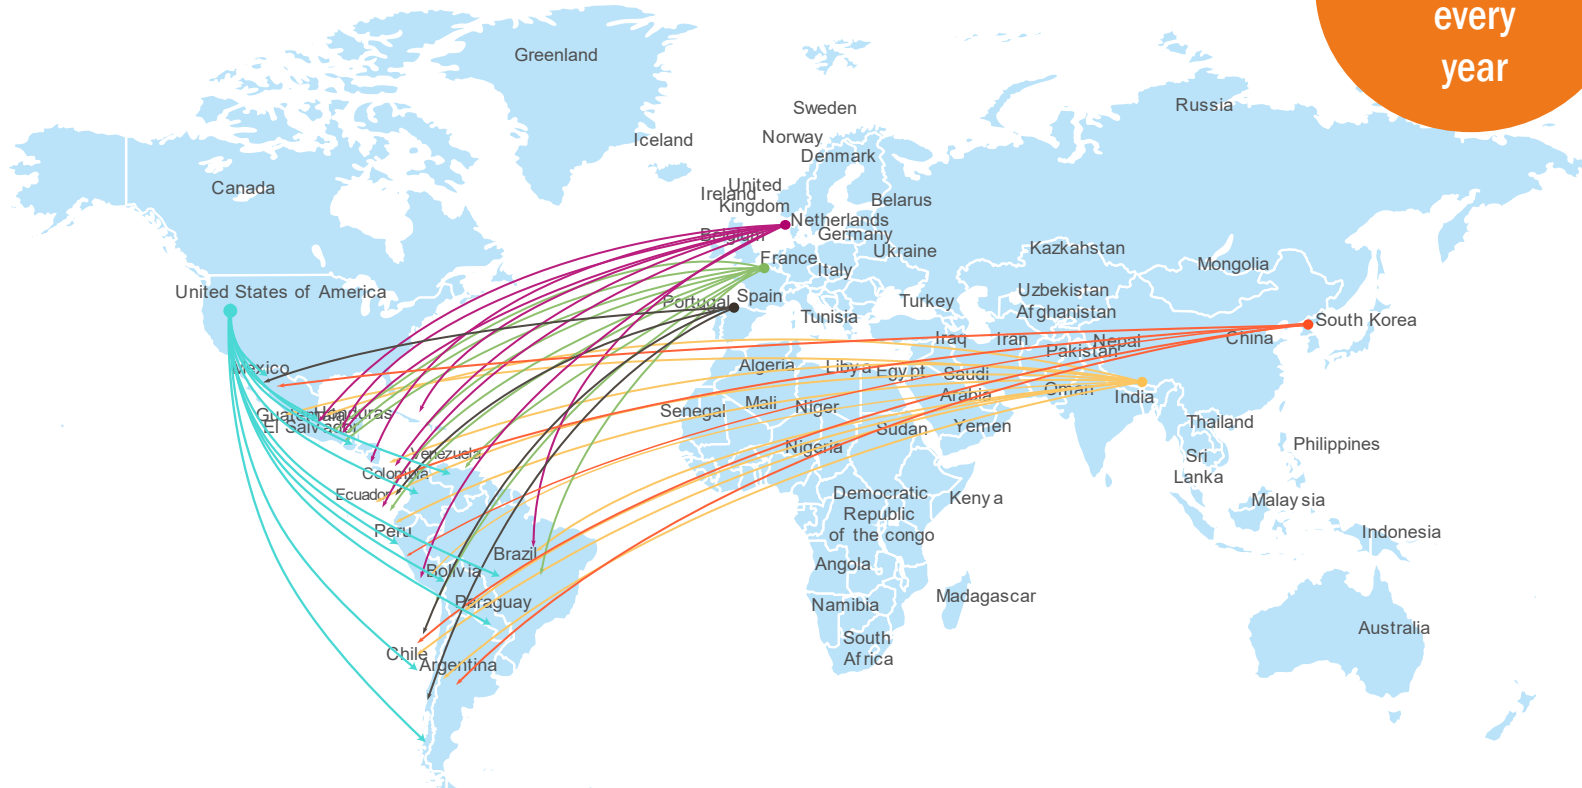 every
year
Greenland
Russia
Sweden
Iceland
Norway
Denmark
Canada
United
Ireland
Kingdom
Belarus
Netherlands
Belgium
Germany
Ukraine
Kazakhstan
France
Italy
Mongolia
United States of America
Uzbekistan
Portugal
Spain
Turkey
Afghanistan
Tunisia
South Korea
Iraq
Iran
Nepal
China
Pakistan
Mexico
Algeria
Libya
Egypt
Saudi
Arabia
Oman
India
Guatemala
Honduras
El Salvador
Senegal
Mali
Niger
Sudan
Yemen
Thailand
Nigeria
Philippines
Venezuela
Colombia
Sri
Lanka
Ecuador
Democratic
Republic
of the congo
Kenya
Malaysia
Peru
Indonesia
Brazil
Bolivia
Angola
Paraguay
Namibia
Madagascar
South
Africa
Australia
Chile
Argentina